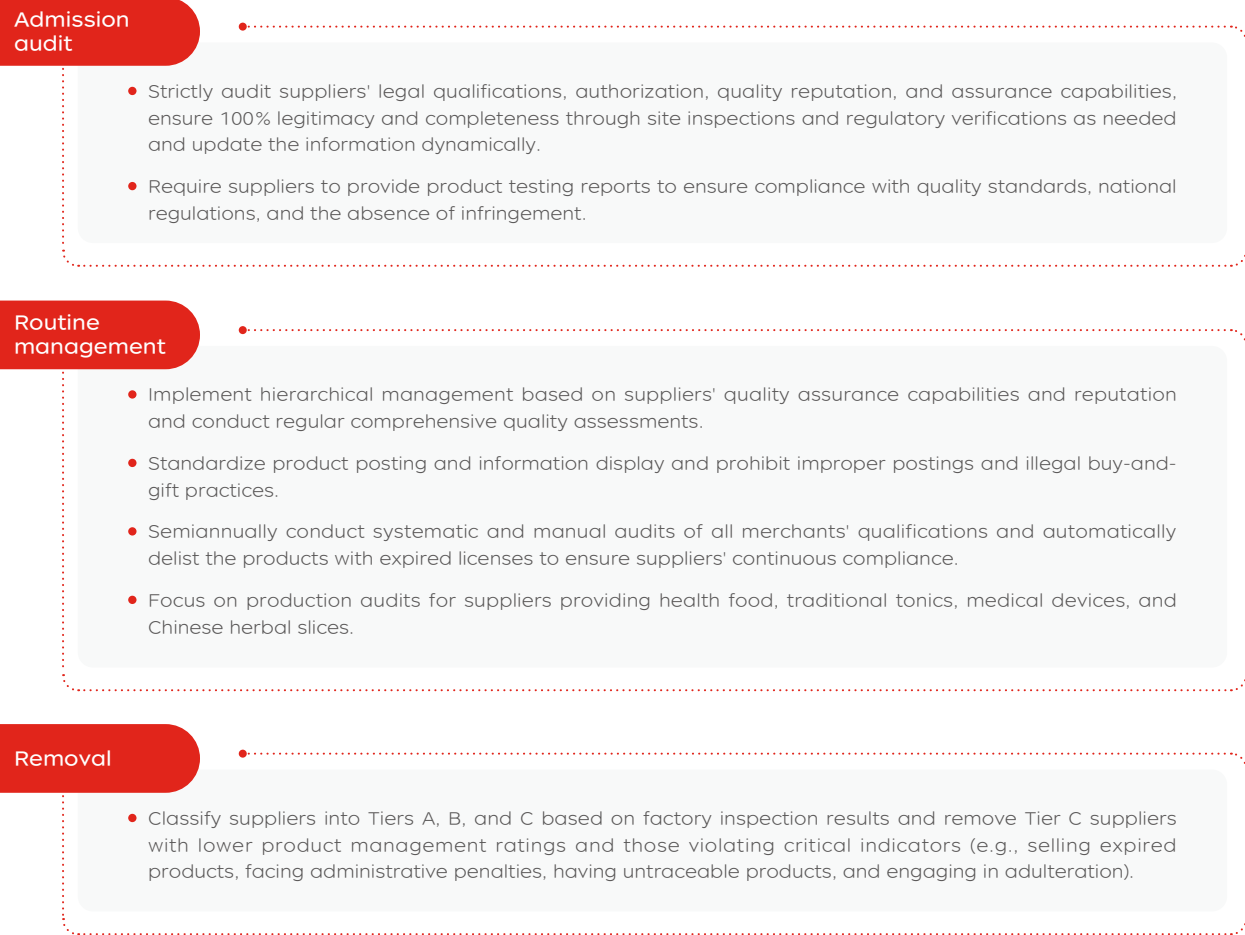 Admission
audit
Strictly audit suppliers' legal qualifications, authorization, quality reputation, and assurance capabilities,
ensure 100% legitimacy and completeness through site inspections and regulatory verifications as needed
and update the information dynamically.
Require suppliers to provide product testing reports to ensure compliance with quality standards, national
regulations, and the absence of infringement.
Routine
management
Implement hierarchical management based on suppliers' quality assurance capabilities and reputation
and conduct regular comprehensive quality assessments.
Standardize product posting and information display and prohibit improper postings and illegal buy-and-
gift practices.
Semiannually conduct systematic and manual audits of all merchants' qualifications and automatically
delist the products with expired licenses to ensure suppliers' continuous compliance.
Focus on production audits for suppliers providing health food, traditional tonics, medical devices, and
Chinese herbal slices.
Removal
Classify suppliers into Tiers A, B, and C based on factory inspection results and remove Tier C suppliers
with lower product management ratings and those violating critical indicators (e.g., selling expired
products, facing administrative penalties, having untraceable products, and engaging in adulteration).